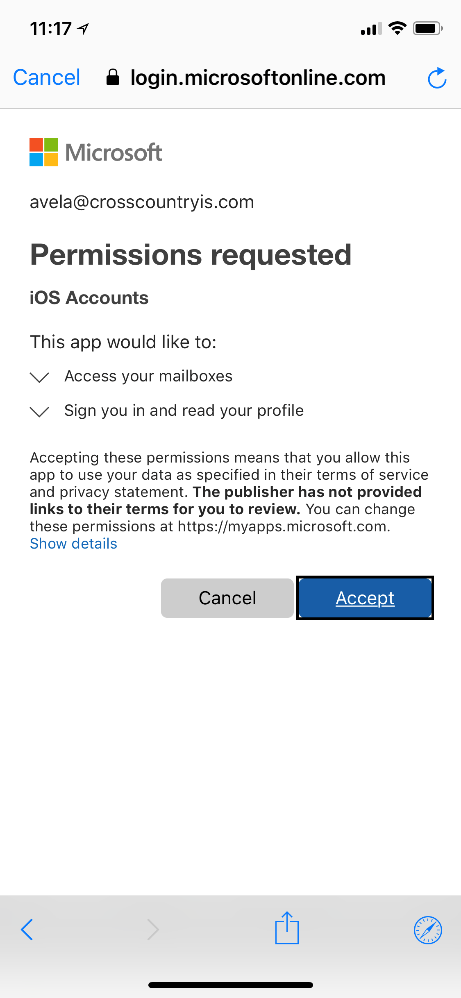 11:17
Cancel login.microsoftonline.com
Microsoft
avela@crosscountryis.com
Permissions requested
iOS Accounts
This app would like to:
Access your mailboxes
Sign you in and read your profile
Accepting these permissions means that you allow this
app to use your data as specified in their terms of service
and privacy statement. The publisher has not provided
links to their terms for you to review. You can change
these permissions at https://myapps.microsoft.com.
Show details
Cancel Accept